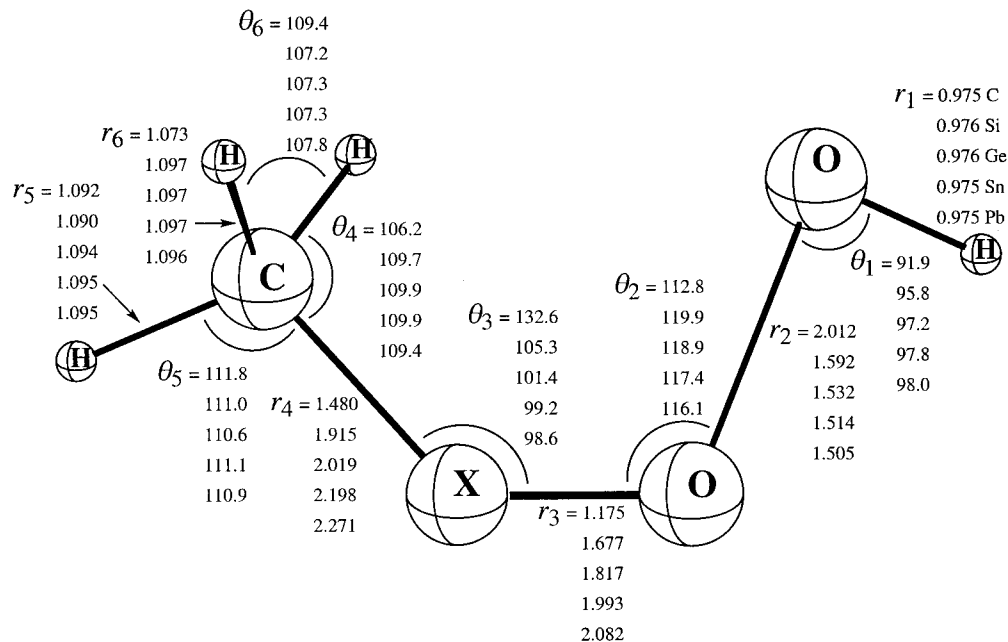 θ6 = 109.4
107.2
107.3
107.3
107.8
r6 = 1.073
1.097
1.097
1.097
1.096
r5 = 1.092
1.090
1.094
1.095
1.095
r1 = 0.975 C
0.976 Si
0.976 Ge
0.975 Sn
0.975 Pb
H
H
O
H
C
H
θ4 = 106.2
109.7
109.9
109.9
109.4
θ1 = 91.9
95.8
97.2
97.8
98.0
θ2 = 112.8
119.9
118.9
117.4
116.1
θ3 = 132.6
105.3
101.4
99.2
98.6
r2 = 2.012
1.592
1.532
1.514
1.505
θ5 = 111.8
111.0
110.6
111.1
110.9
r4 = 1.480
1.915
2.019
2.198
2.271
X
O
r3 = 1.175
1.677
1.817
1.993
2.082